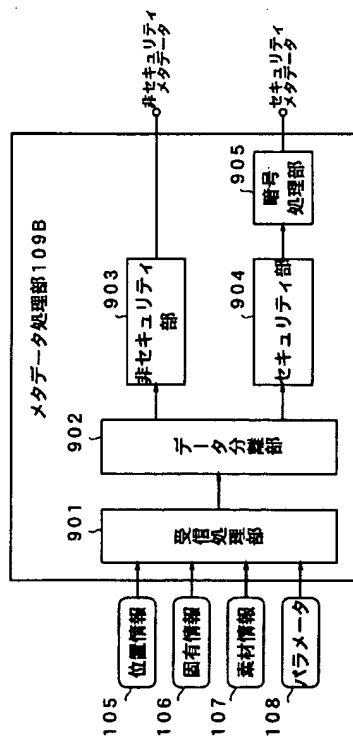 メタデータ処理部109B
105
位置情報
106
固有情報
107
素材情報
108
パラメータ
901
受信処理部
902
データ分離部
903
非セキュリティ
部
904
セキュリティ部
905
暗号
処理部
非セキュリティ
メタデータ
セキュリティ
メタデータ